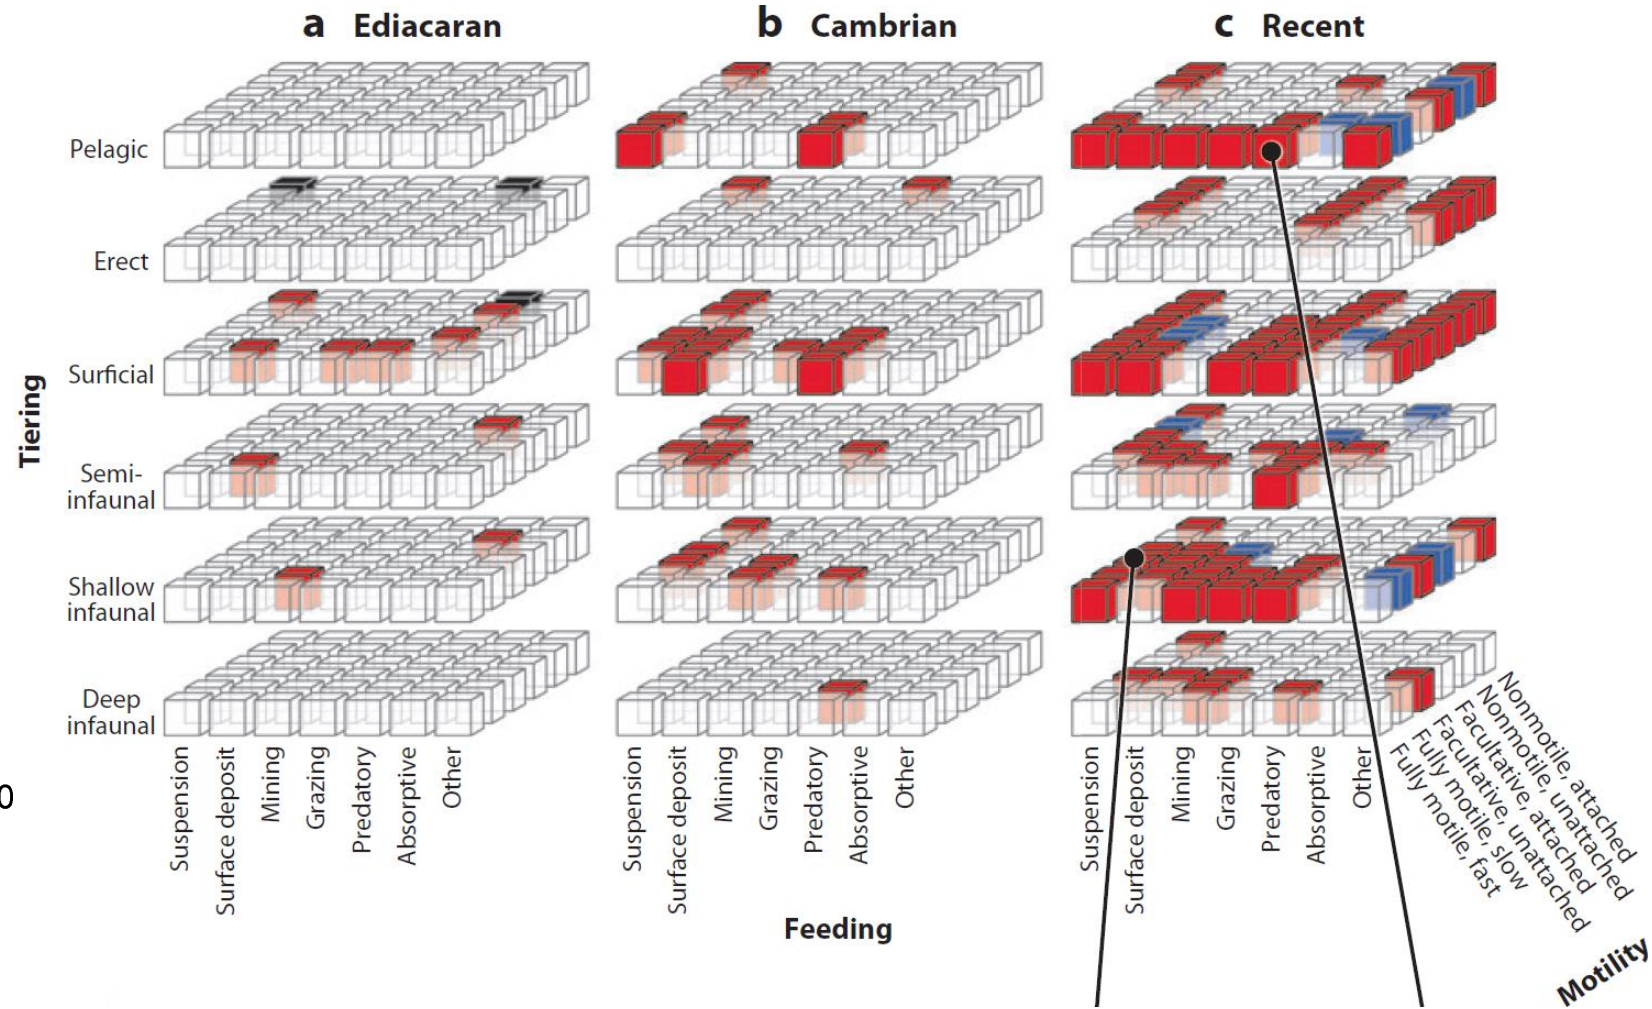 a Ediacaran
b Cambrian
c Recent
Tiering
Pelagic
Erect
Surficial
Semi-
infaunal
Shallow
infaunal
Deep
infaunal
0
Suspension
Surface deposit
Mining
Grazing
Predatory
Absorptive
Other
Suspension
Surface deposit
Mining
Grazing
Predatory
Absorptive
Other
Suspension
Surface deposit
Mining
Grazing
Predatory
Absorptive
Other
Nonmotile, attached
Nonmotile, unattached
Facultative, attached
Facultative, unattached
Fully motile, slow
Fully motile, fast
Feeding
Motility